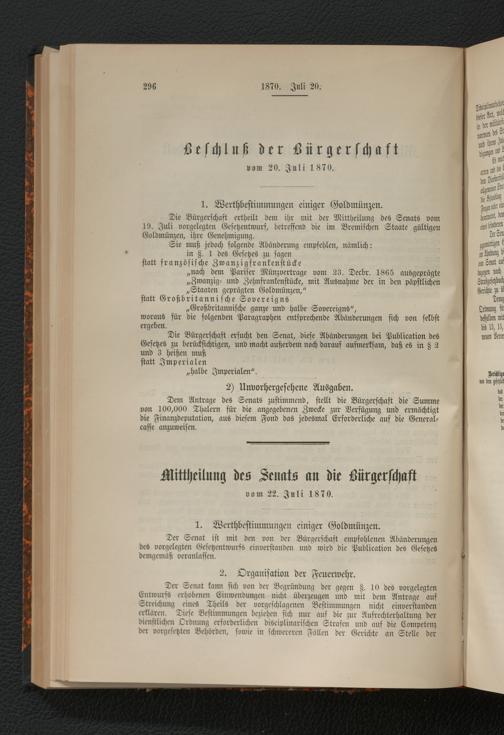 296
1870. Juli 20.
Beſchluß der Bürgerſchaft
vom 20. Juli 1870.
1. Werthbeſtimmungen einiger Goldmünzen.
Die Bürgerſchaft ertheilt dem ihr mit der Mittheilung des Senats vom
19. Juli vorgelegten Geſetzentwurf, betreffend die im Bremiſchen Staate gültigen
Goldmünzen, ihre Genehmigung.
Sie muß jedoch folgende Abänderung empfehlen, nämlich:
in § 1 des Geſetzes zu ſagen
ſtatt franzöſiſche Zwanzigfrankenſtücke
„nach dem Pariſer Münzvertrage vom 23. Decbr. 1865 ausgeprägte
„Zwanzig- und Zehnfrankenſtücke, mit Ausnahme der in den päpſtlichen
„Staaten geprägten Goldmünzen,“
ſtatt Großbritanniſche Sovereigns
„Großbritanniſche ganze und halbe Sovereigns“,
woraus für die folgenden Paragraphen entſprechende Abänderungen ſich von ſelbſt
ergeben.
Die Bürgerſchaft erſucht den Senat, dieſe Abänderungen bei Publication des
Geſetzes zu berückſichtigen, und macht außerdem noch darauf aufmerkſam, daß es in § 2
und 3 heißen muß
ſtatt Imperialen
„halbe Imperialen“.
2) Unvorhergeſehene Ausgaben.
Dem Antrage des Senats zuſtimmend, ſtellt die Bürgerſchaft die Summe
von 100,000 Thalern für die angegebenen Zwecke zur Verfügung und ermächtigt
die Finanzdeputation, aus dieſem Fond das jedesmal Erforderliche auf die General-
caſſe anzuweiſen.
Mittheilung des Senats an die Bürgerſchaft
vom 22. Juli 1870.
1. Werthbeſtimmungen einiger Goldmünzen.
Der Senat iſt mit den von der Bürgerſchaft empfohlenen Abänderungen
des vorgelegten Geſetzentwurfs einverſtanden und wird die Publication des Geſetzes
demgemäß veranlaſſen.
2. Organiſation der Feuerwehr.
Der Senat kann ſich von der Begründung der gegen § 10 des vorgelegten
Entwurfs erhobenen Einwendungen nicht überzeugen und mit dem Antrage auf
Streichung eines Theils der vorgeſchlagenen Beſtimmungen nicht einverſtanden
erklären. Dieſe Beſtimmungen beziehen ſich nur auf die zur Aufrechterhaltung der
dienſtlichen Ordnung erforderlichen disciplinariſchen Strafen und auf die Competenz
der vorgeſetzten Behörden, ſowie in ſchwereren Fällen der Gerichte an Stelle der